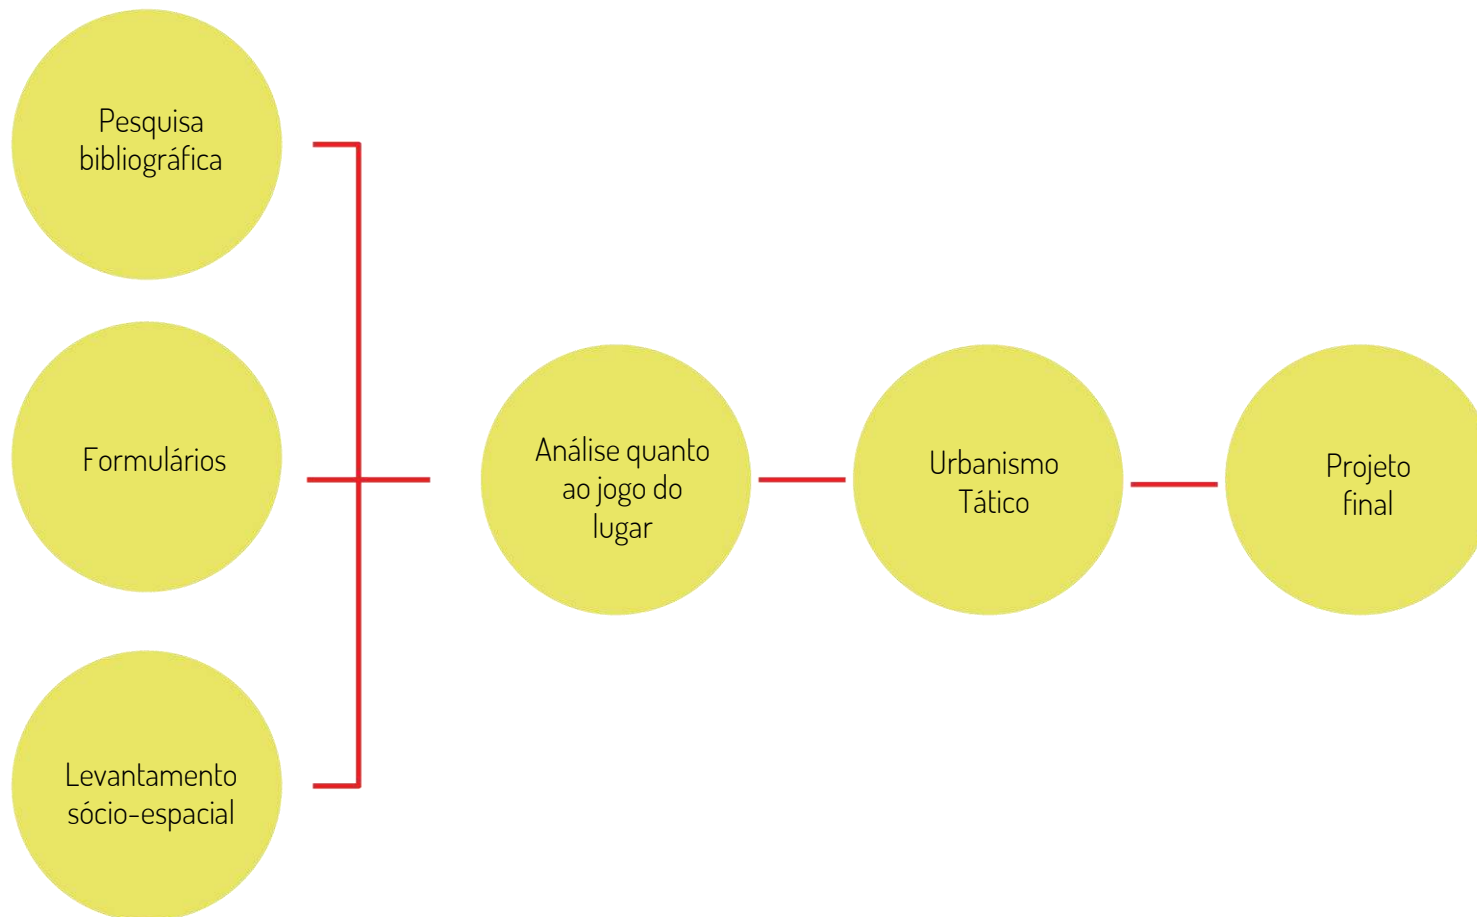 Pesquisa
bibliográfica
Formulários
Levantamento
sócio-espacial
Análise quanto
ao jogo do
lugar
Urbanismo
Tático
Projeto
final